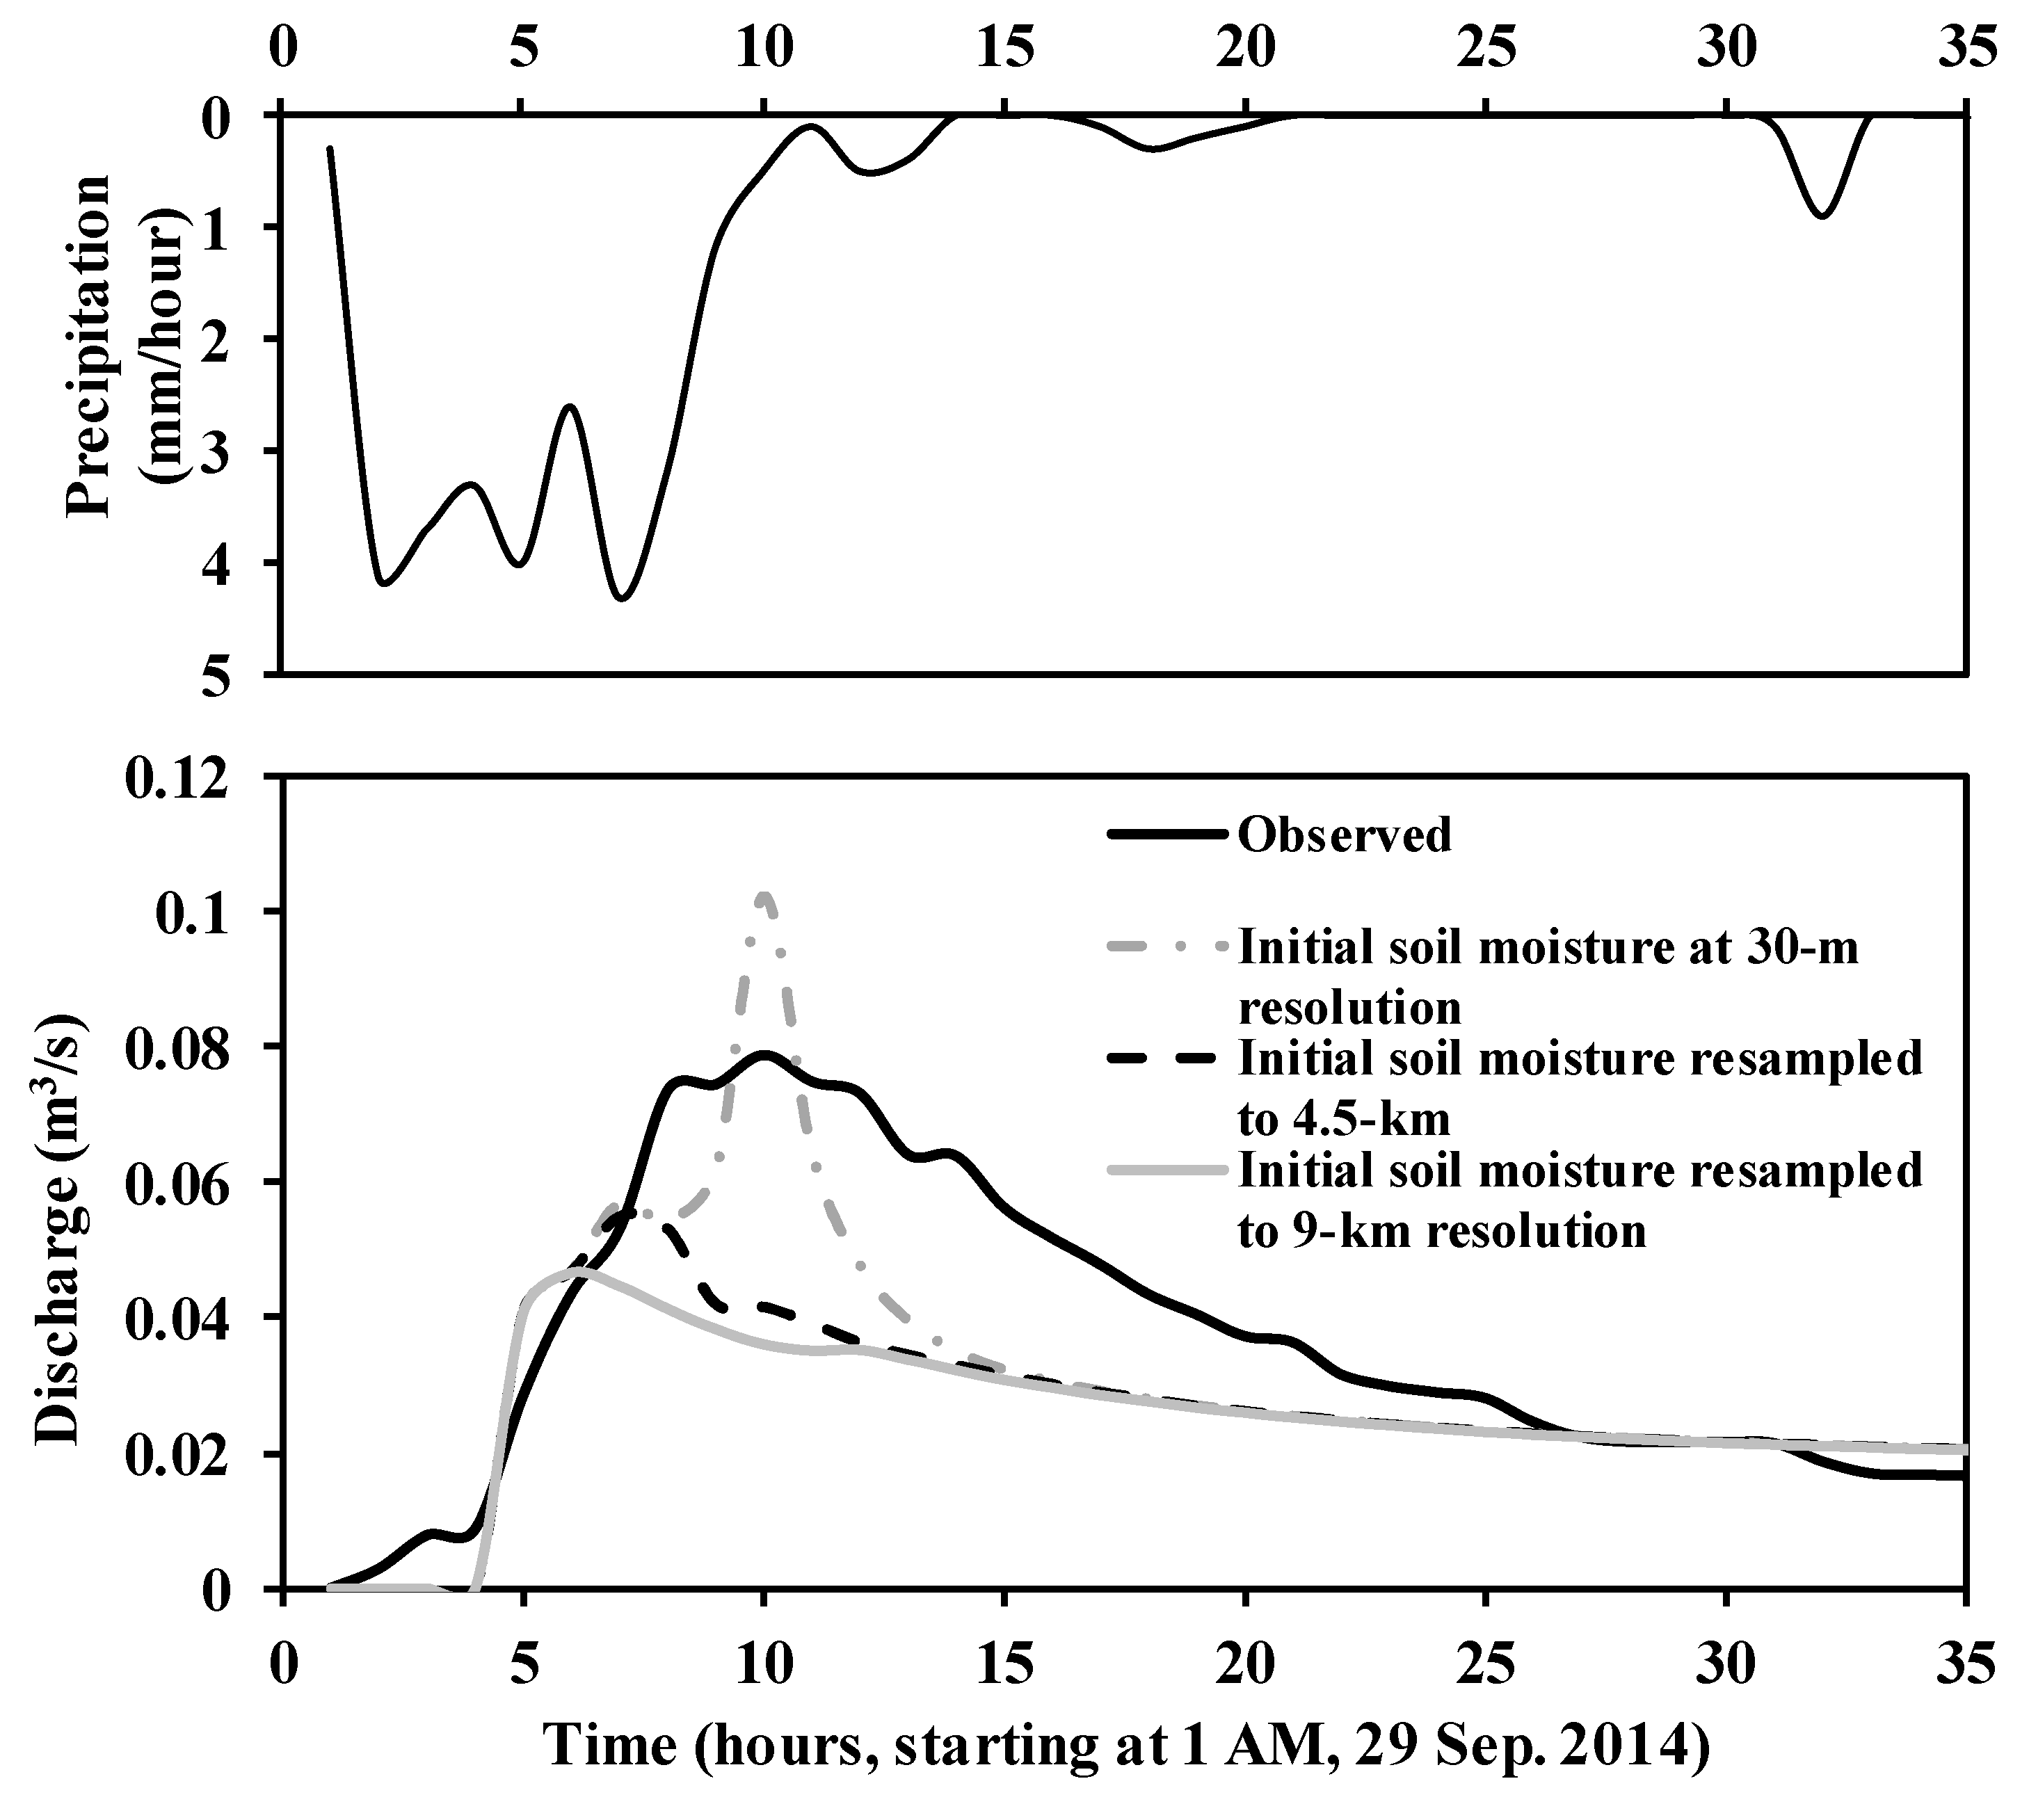 0 5 10 15 20 25 30 35
Precipitation
(mm/hour)
0
1
2
3
4
5
Discharge (m³/s)
0.12
0.1
0.08
0.06
0.04
0.02
0
Observed
Initial soil moisture at 30-m
resolution
Initial soil moisture resampled
to 4.5-km
Initial soil moisture resampled
to 9-km resolution
0 5 10 15 20 25 30 35
Time (hours, starting at 1 AM, 29 Sep. 2014)